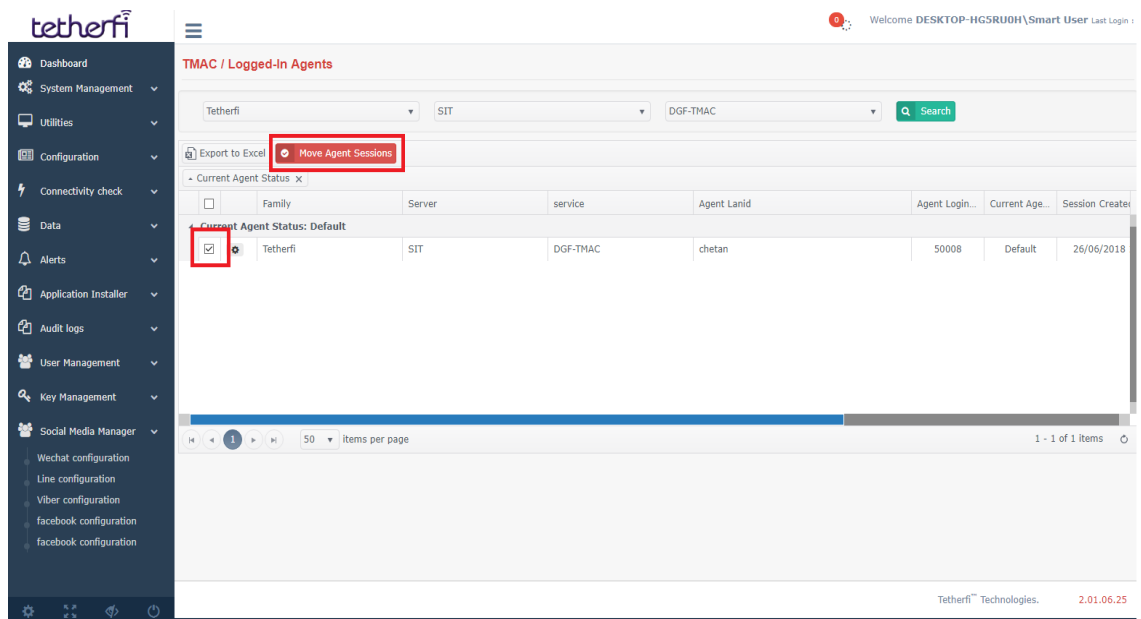 tetherfi
0
Welcome DESKTOP-HG5RU0H\Smart User Last Login :
Dashboard
System Management
Utilities
Configuration
Connectivity check
Data
Alerts
Application Installer
Audit logs
User Management
Key Management
Social Media Manager
Wechat configuration
Line configuration
Viber configuration
facebook configuration
facebook configuration
TMAC / Logged-In Agents
Tetherfi SIT DGF-TMAC Search
Export to Excel Move Agent Sessions
Current Agent Status x
Family Server service Agent Lanid Agent Login... Current Age... Session Created
Current Agent Status: Default
Tetherfi SIT DGF-TMAC chetan 50008 Default 26/06/2018
1 50 items per page 1 - 1 of 1 items
Tetherfi™ Technologies. 2.01.06.25